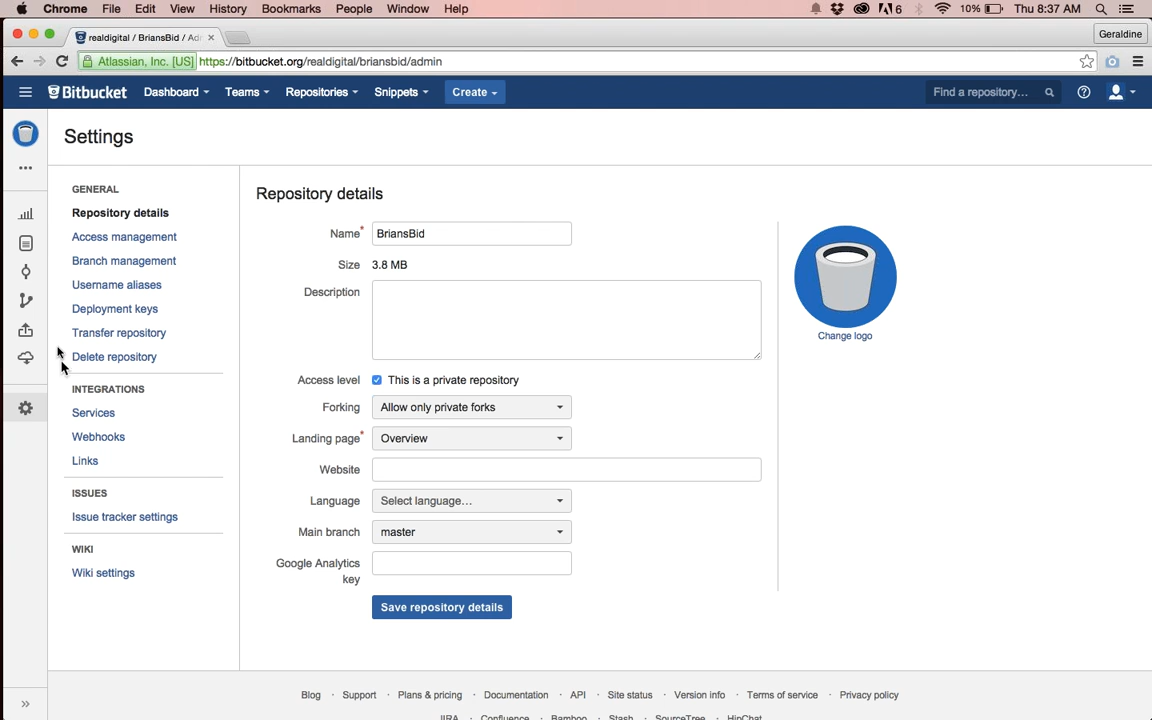 Chrome File Edit View History Bookmarks People Window Help 6 10% Thu 8:37 AM
realdigital / BriansBid / Ad
Geraldine
Atlassian, Inc. [US] https://bitbucket.org/realdigital/briansbid/admin
Bitbucket Dashboard Teams Repositories Snippets Create Find a repository...
Settings
GENERAL
Repository details
Access management
Branch management
Username aliases
Deployment keys
Transfer repository
Delete repository
INTEGRATIONS
Services
Webhooks
Links
ISSUES
Issue tracker settings
WIKI
Wiki settings
Repository details
Name* BriansBid
Size 3.8 MB
Description
Access level This is a private repository
Forking Allow only private forks
Landing page* Overview
Website
Language Select language...
Main branch master
Google Analytics
key
Save repository details
Change logo
Blog · Support · Plans & pricing · Documentation · API · Site status · Version info · Terms of service · Privacy policy
JIRA · Confluence · Bamboo · Stash · SourceTree · HipChat